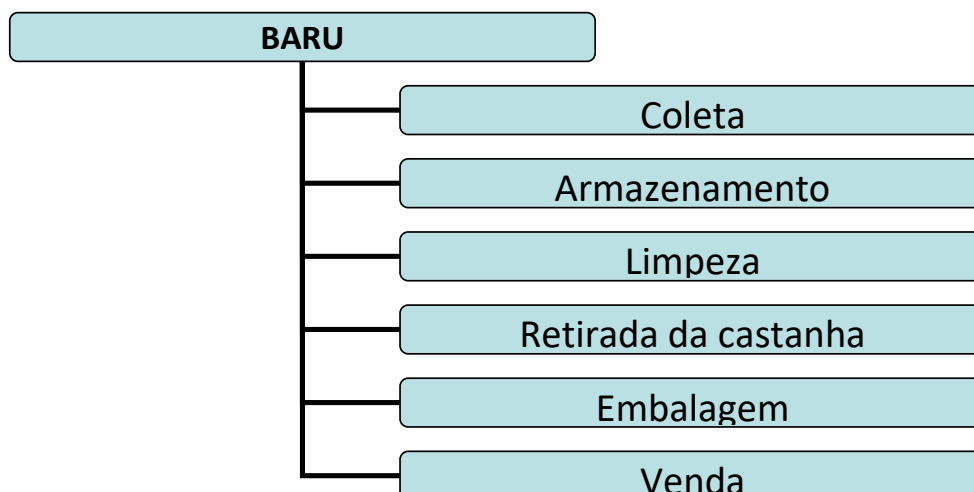 BARU
Coleta
Armazenamento
Limpeza
Retirada da castanha
Embalagem
Venda